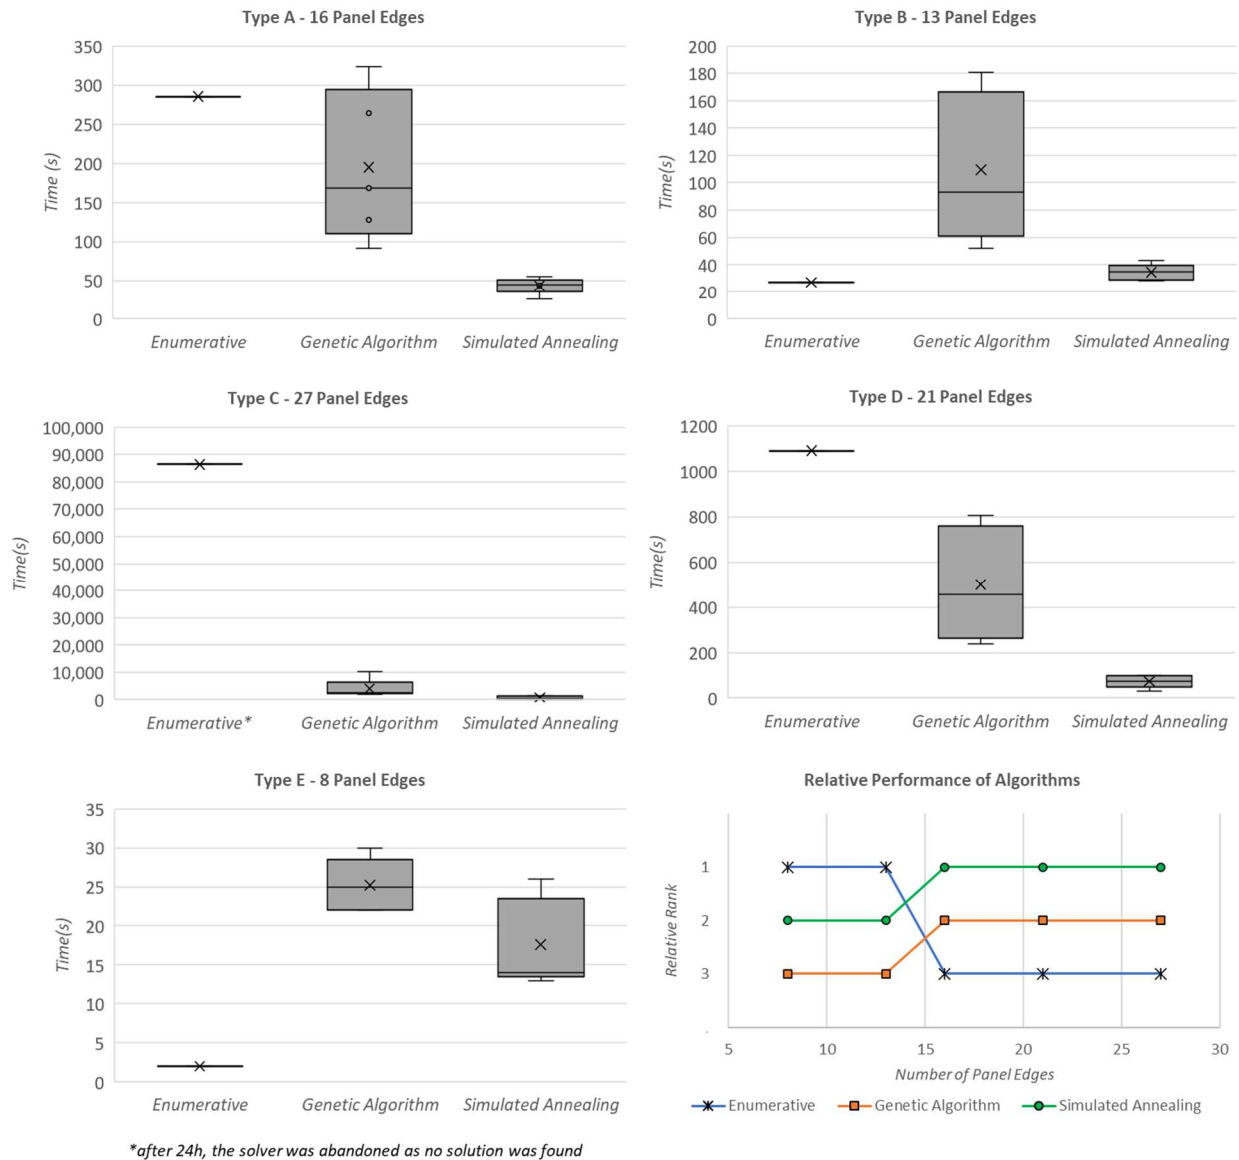 Type A - 16 Panel Edges
350
300
250
200
150
100
50
0
Time (s)
Enumerative Genetic Algorithm Simulated Annealing
Type B - 13 Panel Edges
200
180
160
140
120
100
80
60
40
20
0
Time(s)
Enumerative Genetic Algorithm Simulated Annealing
Type C - 27 Panel Edges
100,000
90,000
80,000
70,000
60,000
50,000
40,000
30,000
20,000
10,000
0
Time(s)
Enumerative* Genetic Algorithm Simulated Annealing
Type D - 21 Panel Edges
1200
1000
800
600
400
200
0
Time(s)
Enumerative Genetic Algorithm Simulated Annealing
Type E - 8 Panel Edges
35
30
25
20
15
10
5
0
Time(s)
Enumerative Genetic Algorithm Simulated Annealing
Relative Performance of Algorithms
1
2
3
Relative Rank
5 10 15 20 25 30
Number of Panel Edges
Enumerative Genetic Algorithm Simulated Annealing
*after 24h, the solver was abandoned as no solution was found